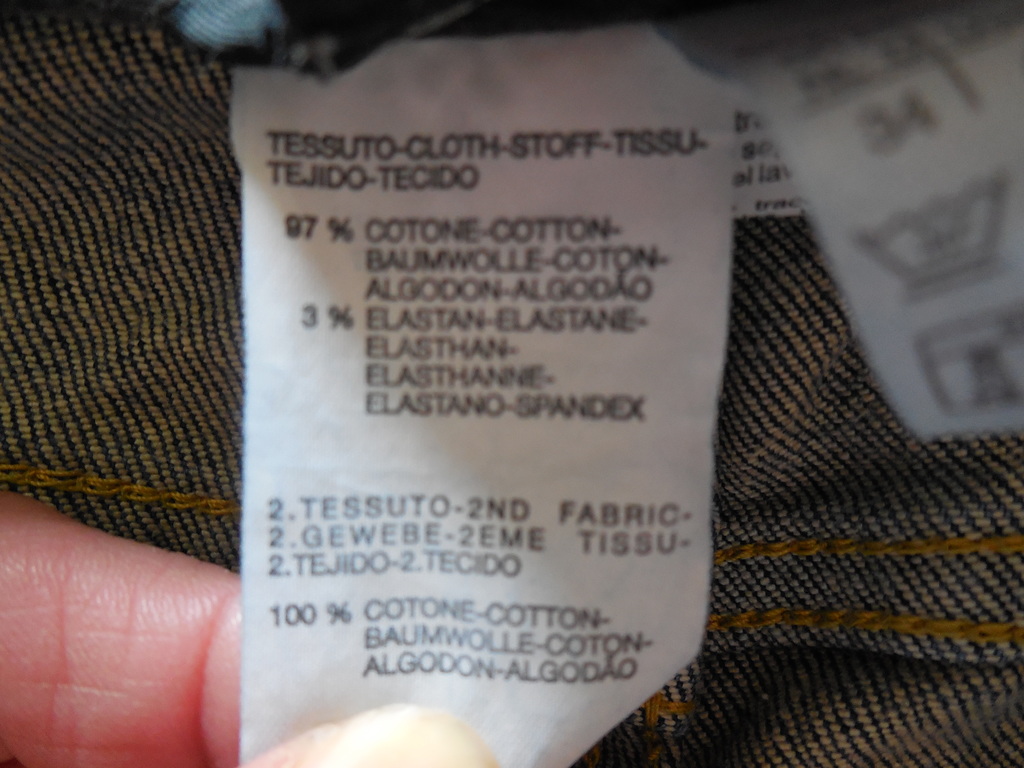 TESSUTO-CLOTH-STOFF-TISSU-
TEJIDO-TECIDO
97 % COTONE-COTTON-
BAUMWOLLE-COTON-
ALGODON-ALGODÃO
3 % ELASTAN-ELASTANE-
ELASTHAN-
ELASTHANNE-
ELASTANO-SPANDEX
2.TESSUTO-2ND FABRIC-
2.GEWEBE-2EME TISSU-
2.TEJIDO-2.TECIDO
100 % COTONE-COTTON-
BAUMWOLLE-COTON-
ALGODON-ALGODÃO
34